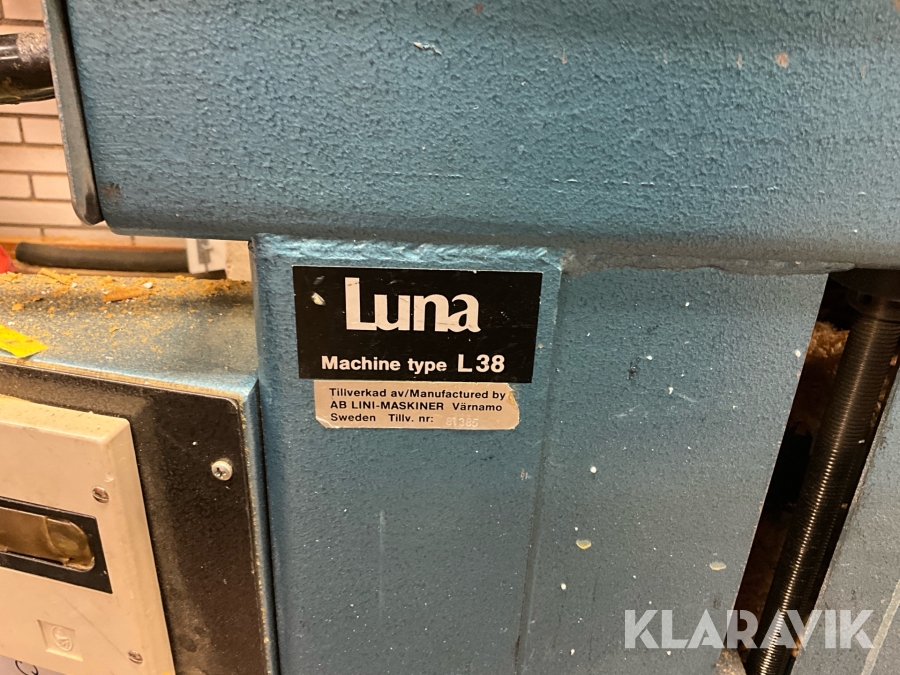 Luna
Machine type L38
Tillverkad av/Manufactured by
AB LINI-MASKINER Värnamo
Sweden Tillv. nr:
KLARAVIK